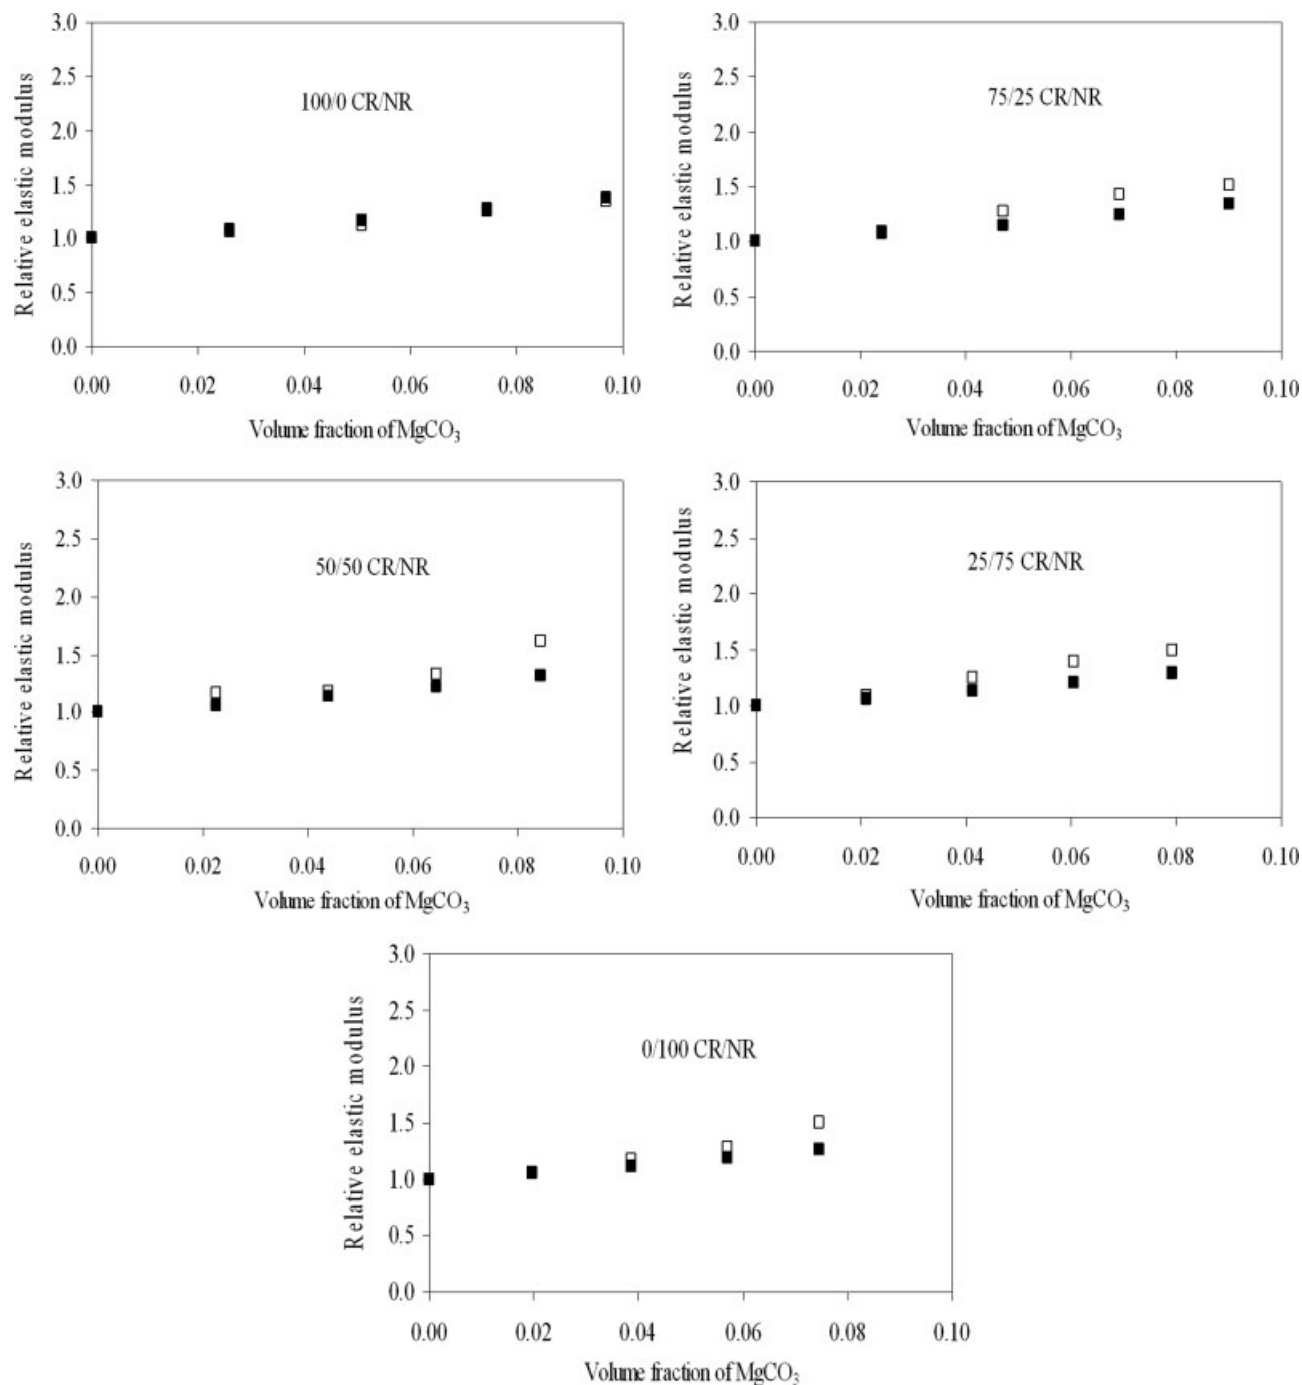 3.0
2.5
2.0
1.5
1.0
0.5
0.0
Relative elastic modulus
100/0 CR/NR
0.00 0.02 0.04 0.06 0.08 0.10
Volume fraction of MgCO₃
3.0
2.5
2.0
1.5
1.0
0.5
0.0
Relative elastic modulus
75/25 CR/NR
0.00 0.02 0.04 0.06 0.08 0.10
Volume fraction of MgCO₃
3.0
2.5
2.0
1.5
1.0
0.5
0.0
Relative elastic modulus
50/50 CR/NR
0.00 0.02 0.04 0.06 0.08 0.10
Volume fraction of MgCO₃
3.0
2.5
2.0
1.5
1.0
0.5
0.0
Relative elastic modulus
25/75 CR/NR
0.00 0.02 0.04 0.06 0.08 0.10
Volume fraction of MgCO₃
3.0
2.5
2.0
1.5
1.0
0.5
0.0
Relative elastic modulus
0/100 CR/NR
0.00 0.02 0.04 0.06 0.08 0.10
Volume fraction of MgCO₃